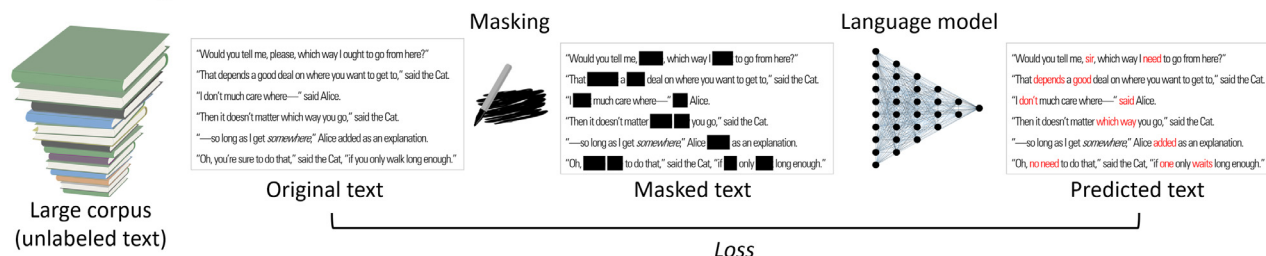 Masking
Language model
"Would you tell me, please, which way I ought to go from here?"
"That depends a good deal on where you want to get to," said the Cat.
"I don't much care where—" said Alice.
"Then it doesn't matter which way you go," said the Cat.
"—so long as I get somewhere," Alice added as an explanation.
"Oh, you're sure to do that," said the Cat, "if you only walk long enough."
Original text
"Would you tell me, , which way I to go from here?"
"That a deal on where you want to get to," said the Cat.
"I much care where—" Alice.
"Then it doesn't matter you go," said the Cat.
"—so long as I get somewhere," Alice as an explanation.
"Oh, to do that," said the Cat, "if only long enough."
Masked text
"Would you tell me, sir, which way I need to go from here?"
"That depends a good deal on where you want to get to," said the Cat.
"I don't much care where—" said Alice.
"Then it doesn't matter which way you go," said the Cat.
"—so long as I get somewhere," Alice added as an explanation.
"Oh, no need to do that," said the Cat, "if one only waits long enough."
Predicted text
Large corpus
(unlabeled text)
Loss